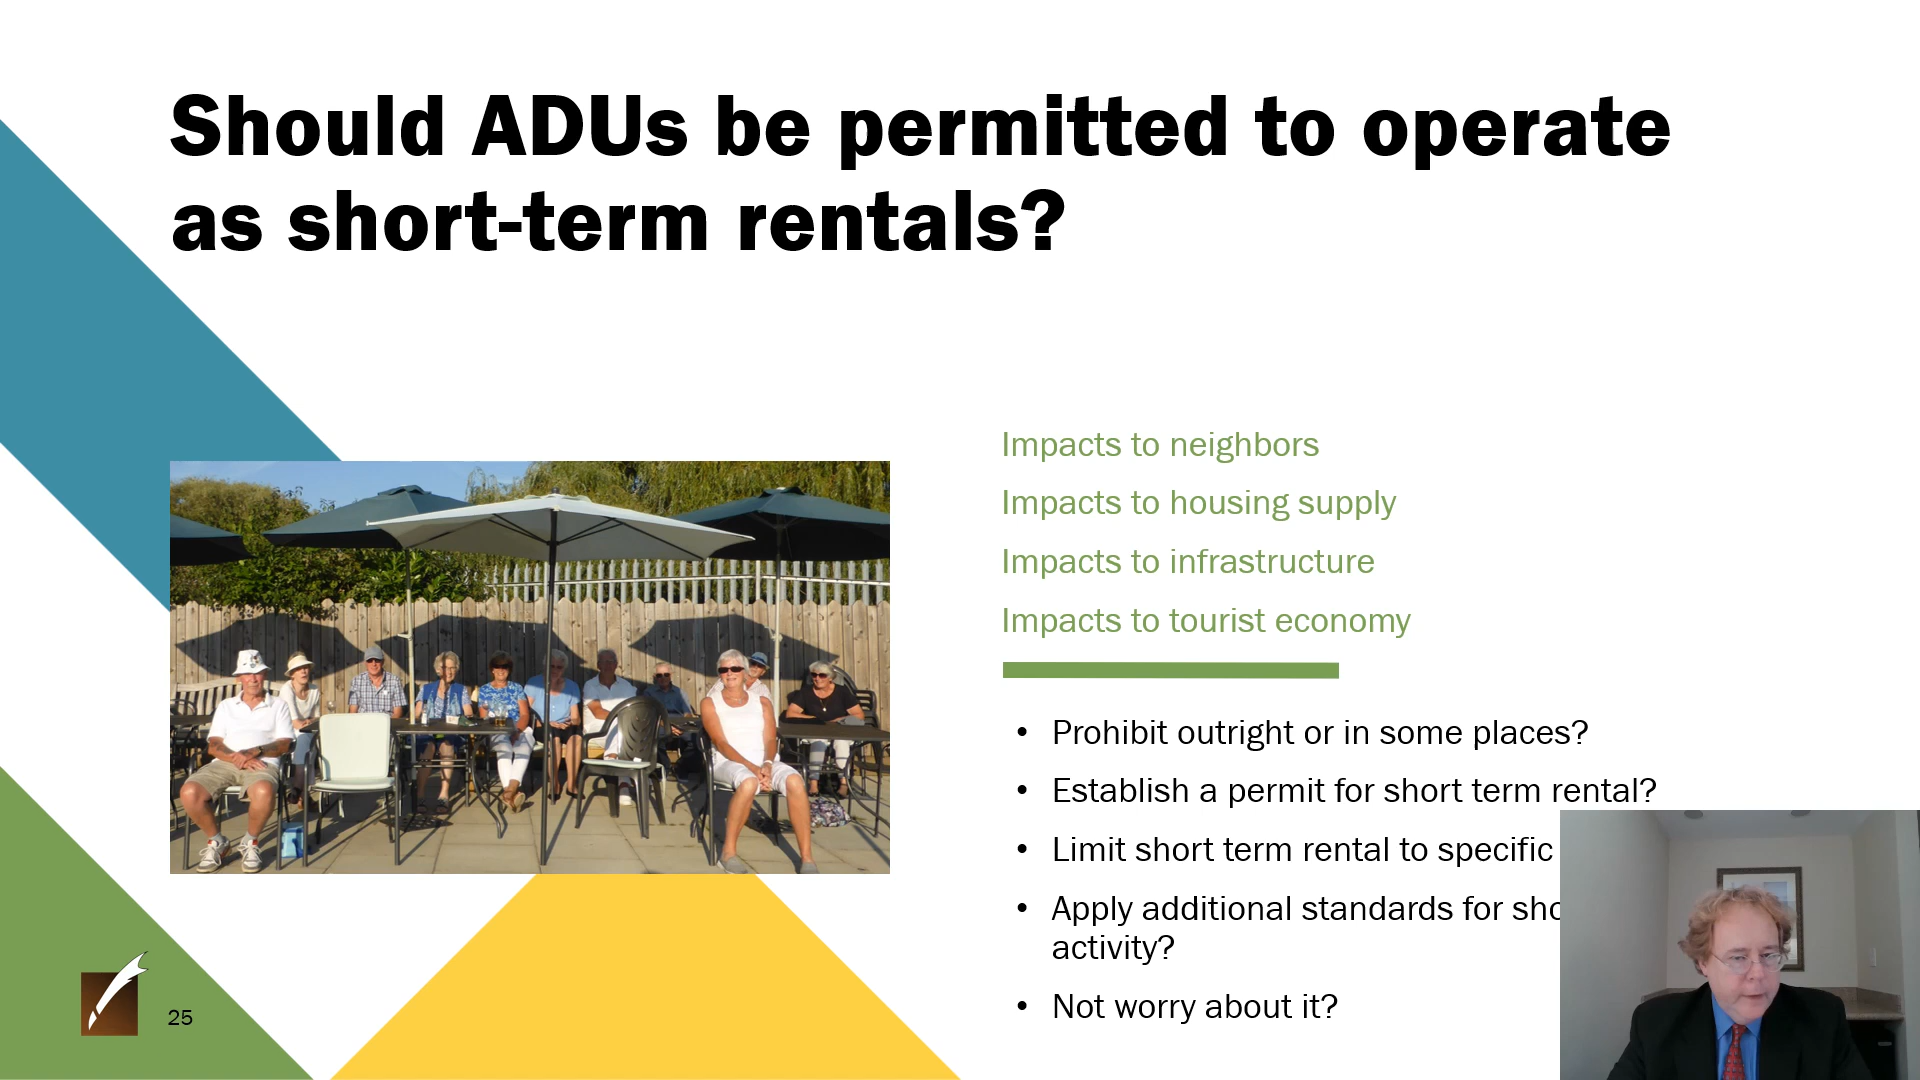 Should ADUs be permitted to operate
as short-term rentals?
Impacts to neighbors
Impacts to housing supply
Impacts to infrastructure
Impacts to tourist economy
• Prohibit outright or in some places?
• Establish a permit for short term rental?
• Limit short term rental to specific
• Apply additional standards for
activity?
• Not worry about it?
25